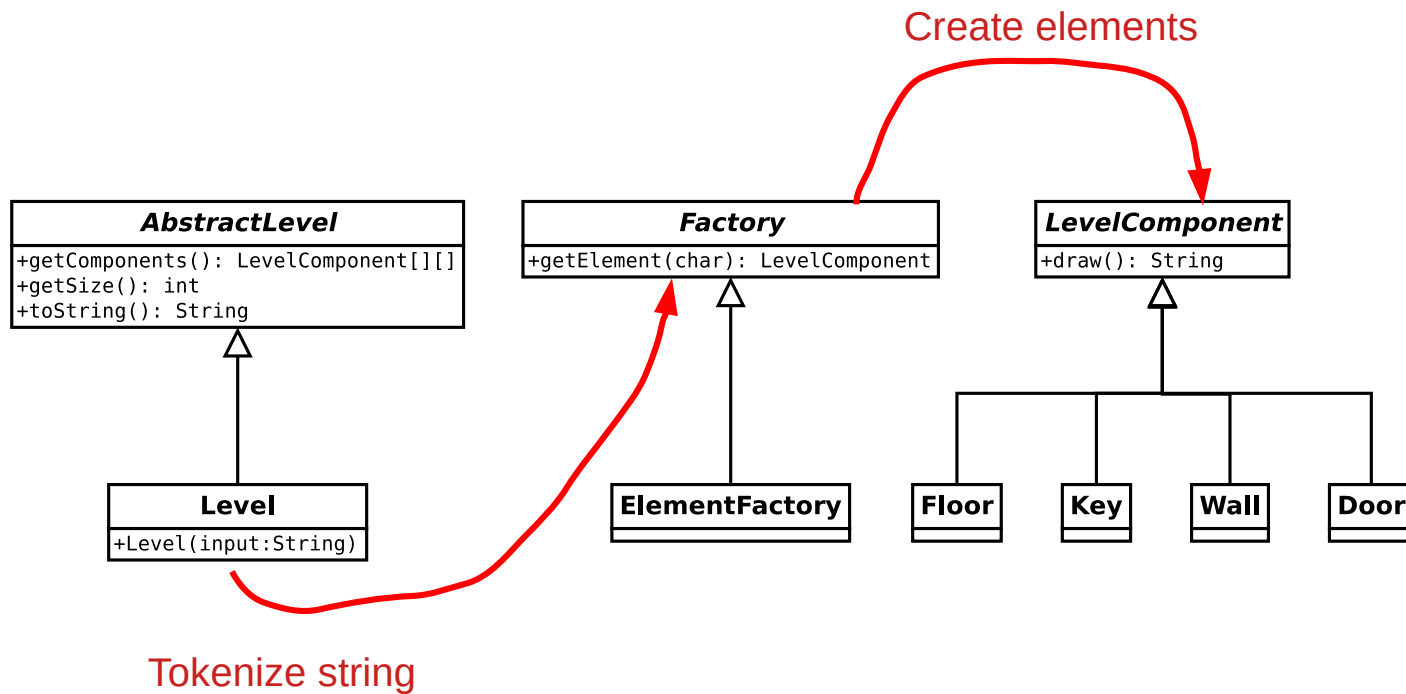 Create elements
AbstractLevel
+getComponents(): LevelComponent[][]
+getSize(): int
+toString(): String
Factory
+getElement(char): LevelComponent
LevelComponent
+draw(): String
Level
+Level(input:String)
ElementFactory
Floor
Key
Wall
Door
Tokenize string